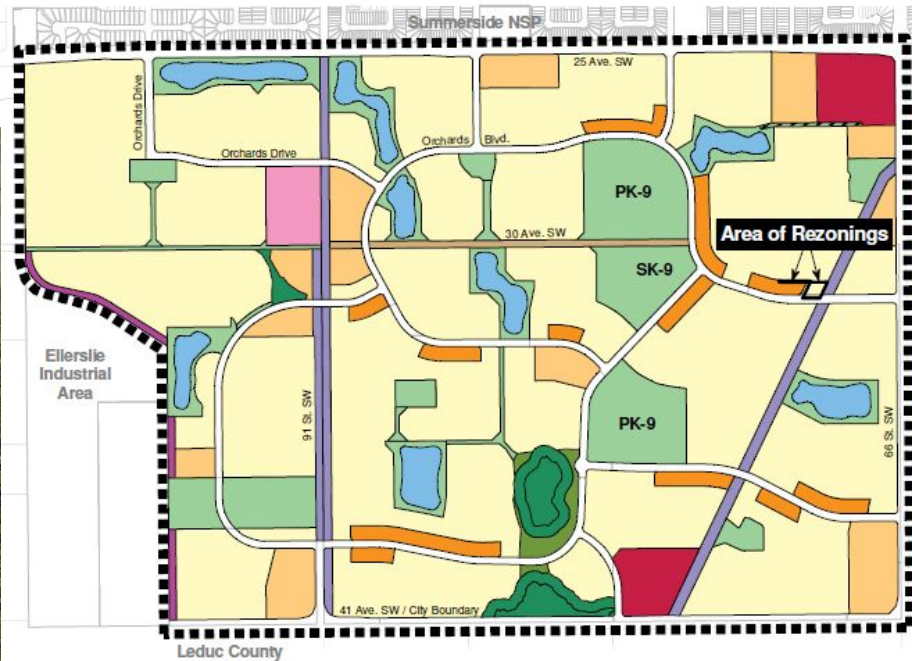 Summerside NSP
25 Ave. SW
Orchards Drive
Orchards Blvd.
Orchards Drive
PK-9
Area of Rezonings
30 Ave. SW
SK-9
Ellerslie
Industrial
Area
91 St. SW
PK-9
66 St. SW
41 Ave. SW / City Boundary
Leduc County